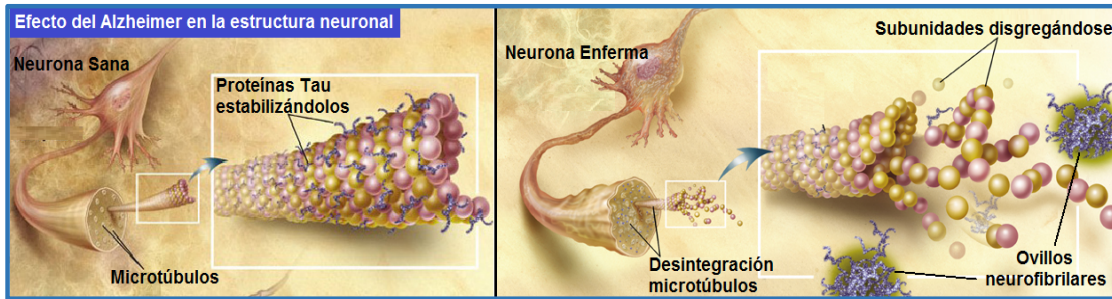 Efecto del Alzheimer en la estructura neuronal
Neurona Sana
Proteínas Tau
estabilizándolos
Microtúbulos
Neurona Enferma
Subunidades disgregándose
Desintegración
microtúbulos
Ovillos
neurofibrilares